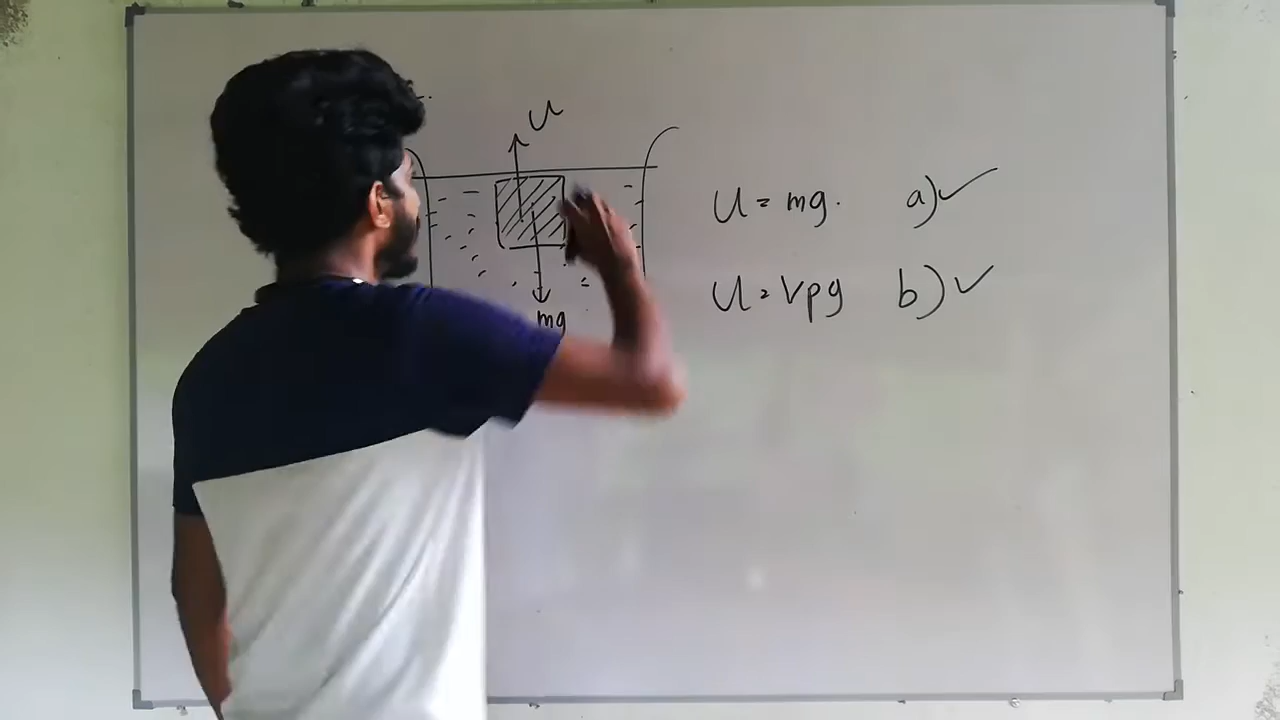 U
mg
U = mg. a) ✓
U = Vρg b) ✓